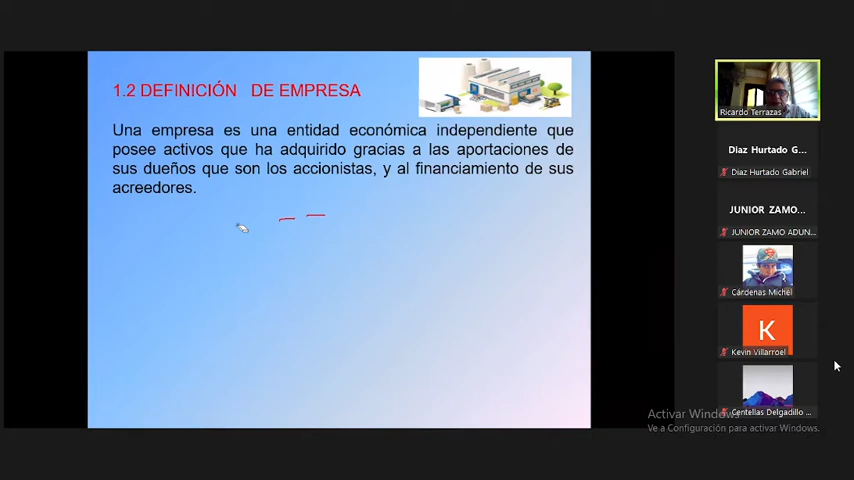 1.2 DEFINICIÓN DE EMPRESA
Una empresa es una entidad económica independiente que
posee activos que ha adquirido gracias a las aportaciones de
sus dueños que son los accionistas, y al financiamiento de sus
acreedores.
Ricardo Terrazas
Diaz Hurtado G...
Diaz Hurtado Gabriel
JUNIOR ZAMO...
JUNIOR ZAMO ADUN...
Cárdenas Michel
K
Kevin Villarroel
Centellas Delgadillo ...
Activar Windows
Ve a Configuración para activar Windows.